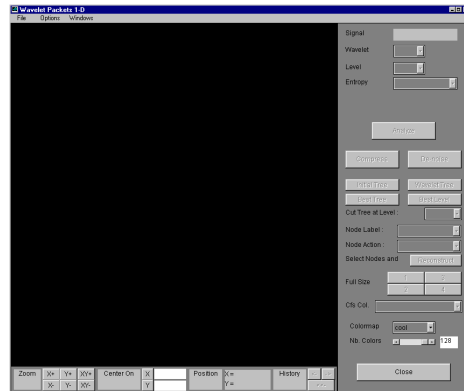 Wavelet Packets 1-D
File Options Windows
Signal
Wavelet
Level
Entropy
Analyze
Compress De-noise
Initial Tree Wavelet Tree
Best Tree Best Level
Cut Tree at Level :
Node Label :
Node Action :
Select Nodes and Reconstruct
Full Size 1 3
2 4
Cfs Col.
Colormap cool
Nb. Colors 128
Zoom X+ Y+ XY+ Center On X Position X = History
X- Y- XY- Y Y =
Close